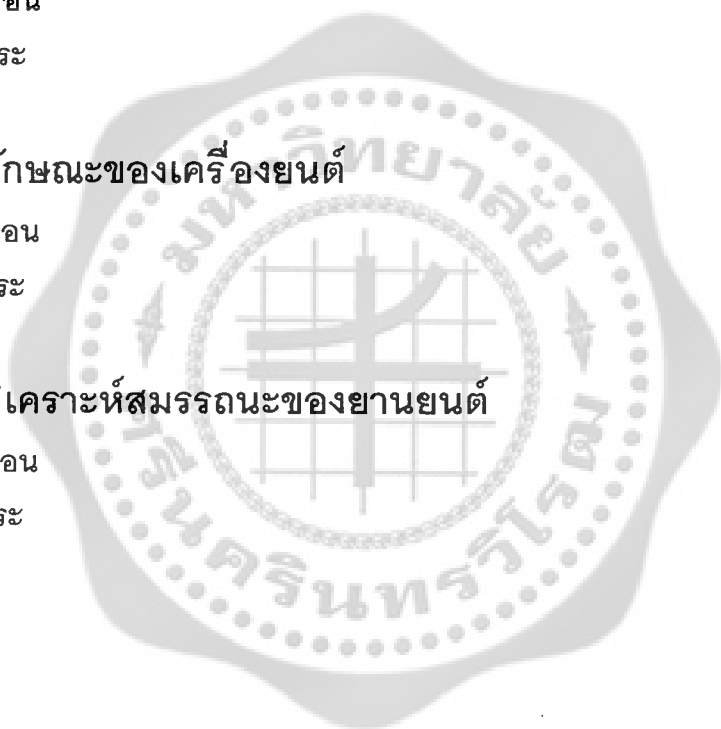 อน
ระ
ักษณะของเครื่องยนต์
อน
ระ
เคราะห์สมรรถนะของยานยนต์
อน
ระ
มหาวิทยาลัย
ศรีนครินทรวิโรฒ